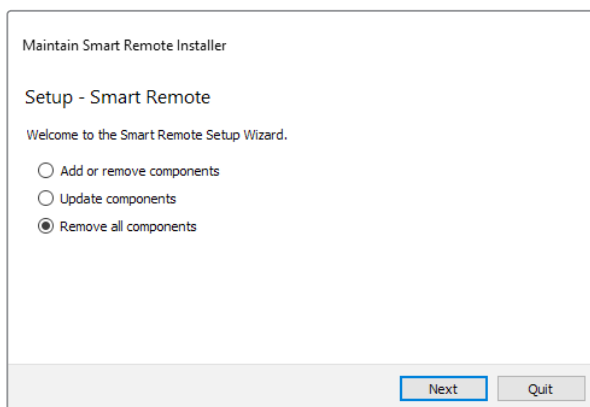 Maintain Smart Remote Installer
Setup - Smart Remote
Welcome to the Smart Remote Setup Wizard.
Add or remove components
Update components
Remove all components
Next Quit